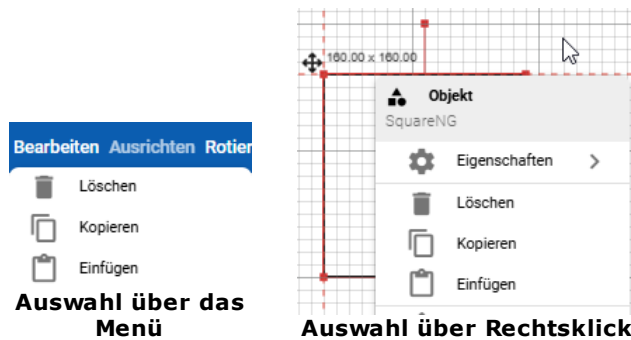 Bearbeiten Ausrichten Rotier
Löschen
Kopieren
Einfügen
Auswahl über das
Menü
160.00 x 160.00
Objekt
SquareNG
Eigenschaften
Löschen
Kopieren
Einfügen
Auswahl über Rechtsklick